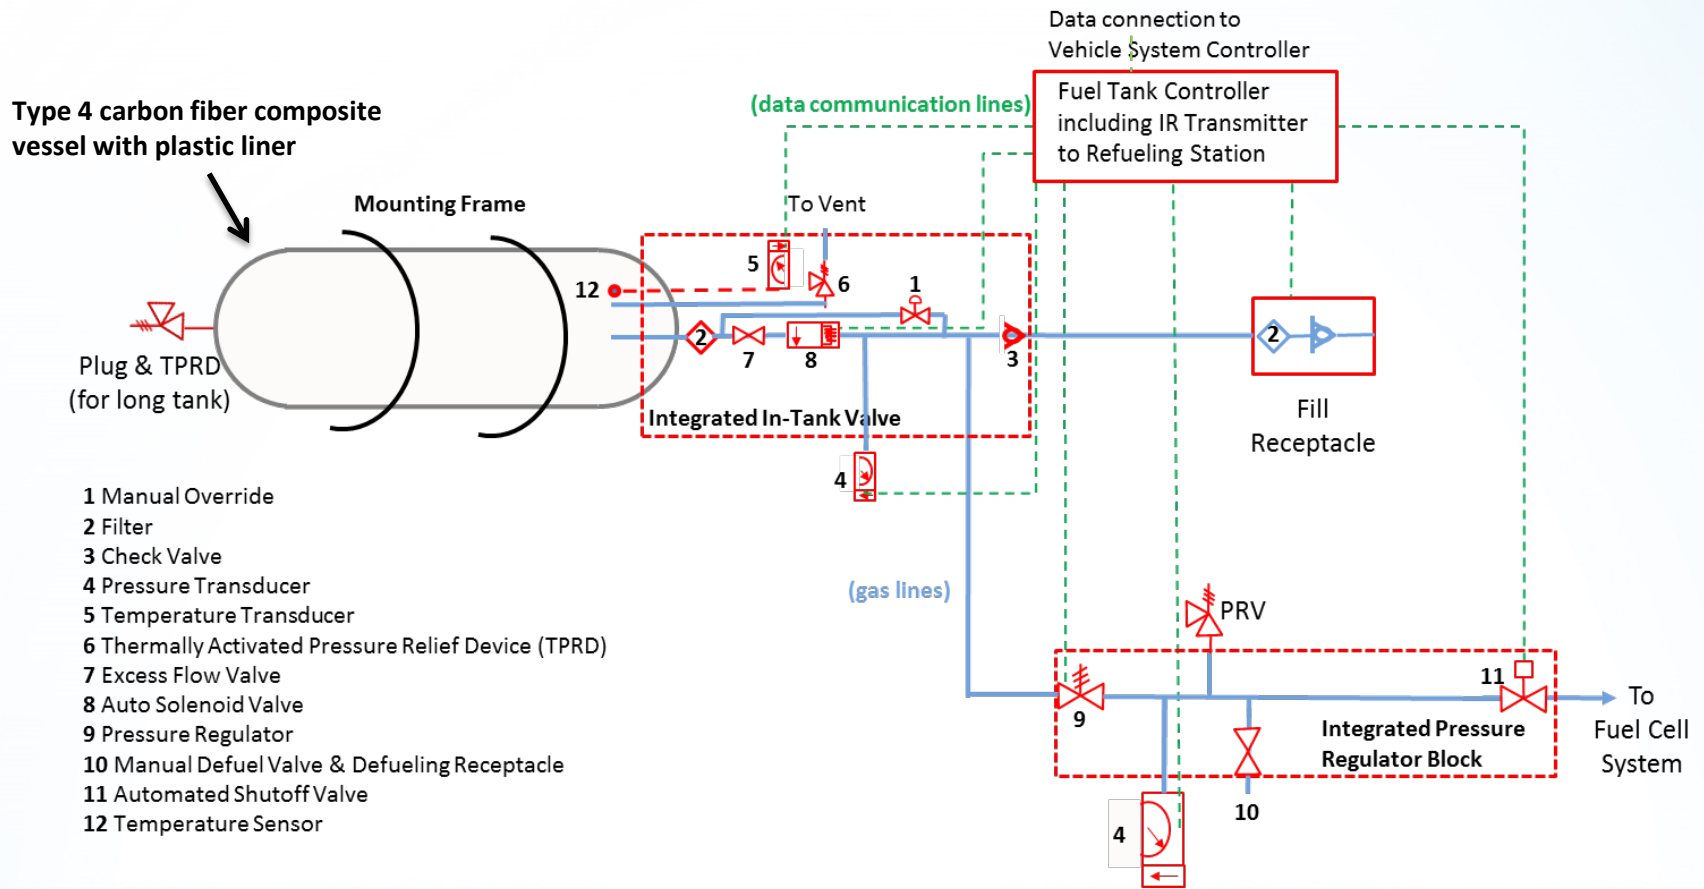 Data connection to
Vehicle System Controller
Type 4 carbon fiber composite
vessel with plastic liner
(data communication lines)
Fuel Tank Controller
including IR Transmitter
to Refueling Station
Mounting Frame
To Vent
5
12
6
1
2
7
8
3
2
Plug & TPRD
(for long tank)
Integrated In-Tank Valve
Fill
Receptacle
4
1 Manual Override
2 Filter
3 Check Valve
4 Pressure Transducer
5 Temperature Transducer
6 Thermally Activated Pressure Relief Device (TPRD)
7 Excess Flow Valve
8 Auto Solenoid Valve
9 Pressure Regulator
10 Manual Defuel Valve & Defueling Receptacle
11 Automated Shutoff Valve
12 Temperature Sensor
(gas lines)
PRV
11
9
Integrated Pressure
Regulator Block
To
Fuel Cell
System
10
4